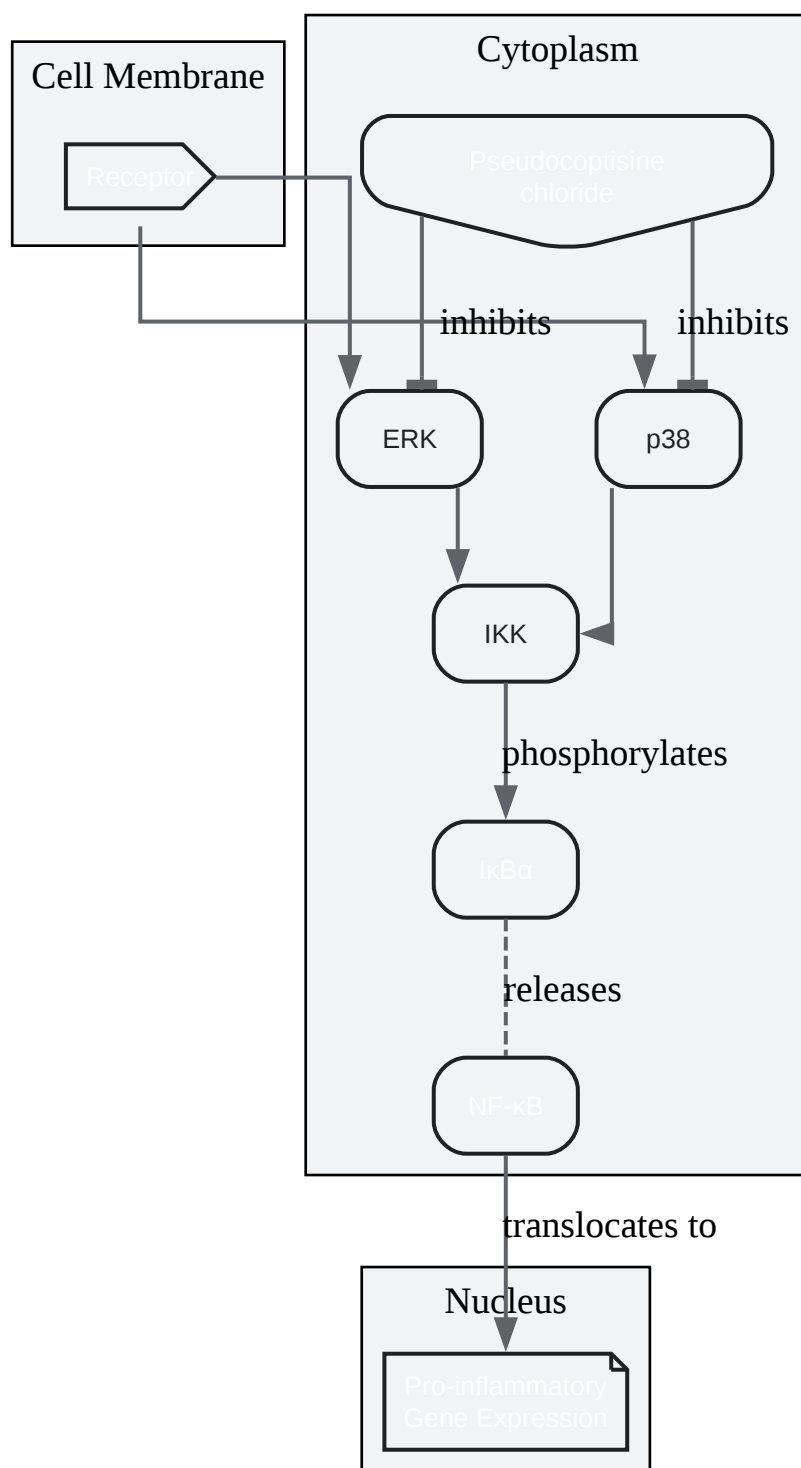 Cytoplasm
Cell Membrane
Pseudocoptisine
chloride
Receptor
inhibits
inhibits
ERK
p38
IKK
phosphorylates
IκBα
releases
NF-κB
translocates to
Nucleus
Pro-inflammatory
Gene Expression